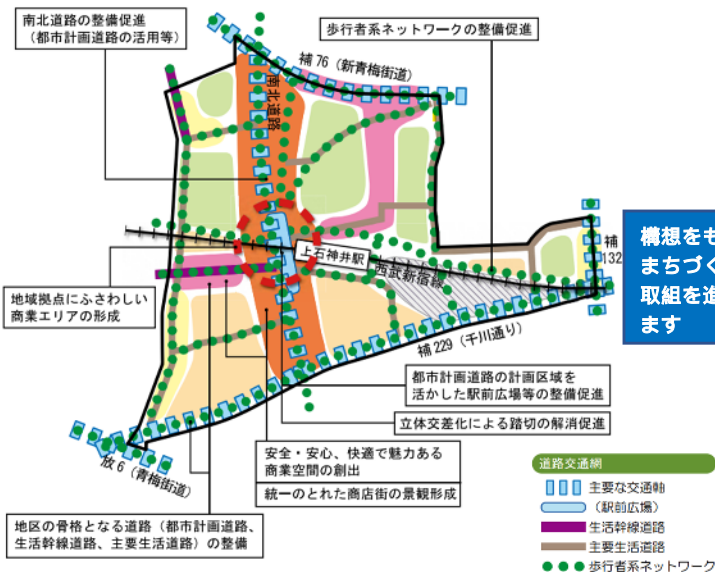 南北道路の整備促進
(都市計画道路の活用等)
歩行者系ネットワークの整備促進
補76(新青梅街道)
南北道路
上石神井駅
西武新宿線
補
132
構想をも
まちづく
取組を進
ます
地域拠点にふさわしい
商業エリアの形成
補229(千川通り)
都市計画道路の計画区域を
活かした駅前広場等の整備促進
立体交差化による踏切の解消促進
放6(青梅街道)
安全・安心、快適で魅力ある
商業空間の創出
統一のとれた商店街の景観形成
地区の骨格となる道路(都市計画道路、
生活幹線道路、主要生活道路)の整備
道路交通網
主要な交通軸
(駅前広場)
生活幹線道路
主要生活道路
歩行者系ネットワーク